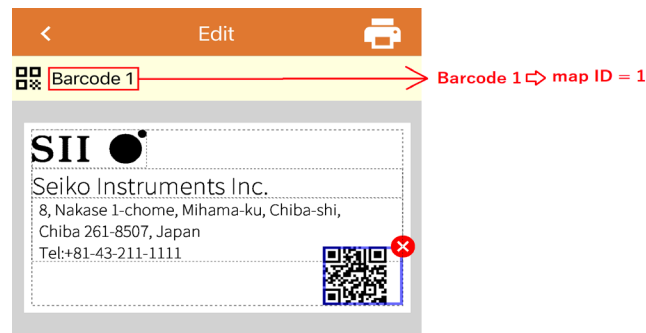 Edit
Barcode 1
Barcode 1 ⇨ map ID = 1
SII
Seiko Instruments Inc.
8, Nakase 1-chome, Mihama-ku, Chiba-shi,
Chiba 261-8507, Japan
Tel:+81-43-211-1111